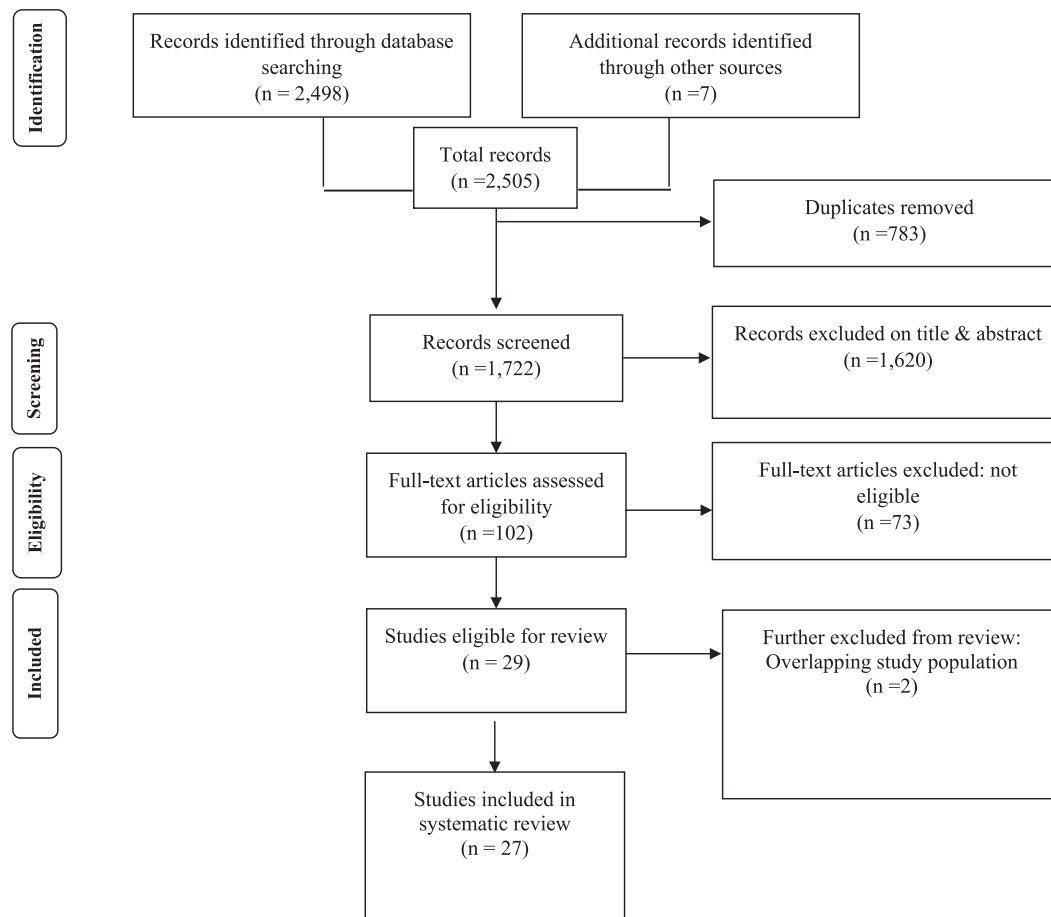 Identification
Records identified through database
searching
(n = 2,498)
Additional records identified
through other sources
(n =7)
Total records
(n =2,505)
Duplicates removed
(n =783)
Screening
Records screened
(n =1,722)
Records excluded on title & abstract
(n =1,620)
Eligibility
Full-text articles assessed
for eligibility
(n =102)
Full-text articles excluded: not
eligible
(n =73)
Included
Studies eligible for review
(n = 29)
Further excluded from review:
Overlapping study population
(n =2)
Studies included in
systematic review
(n = 27)